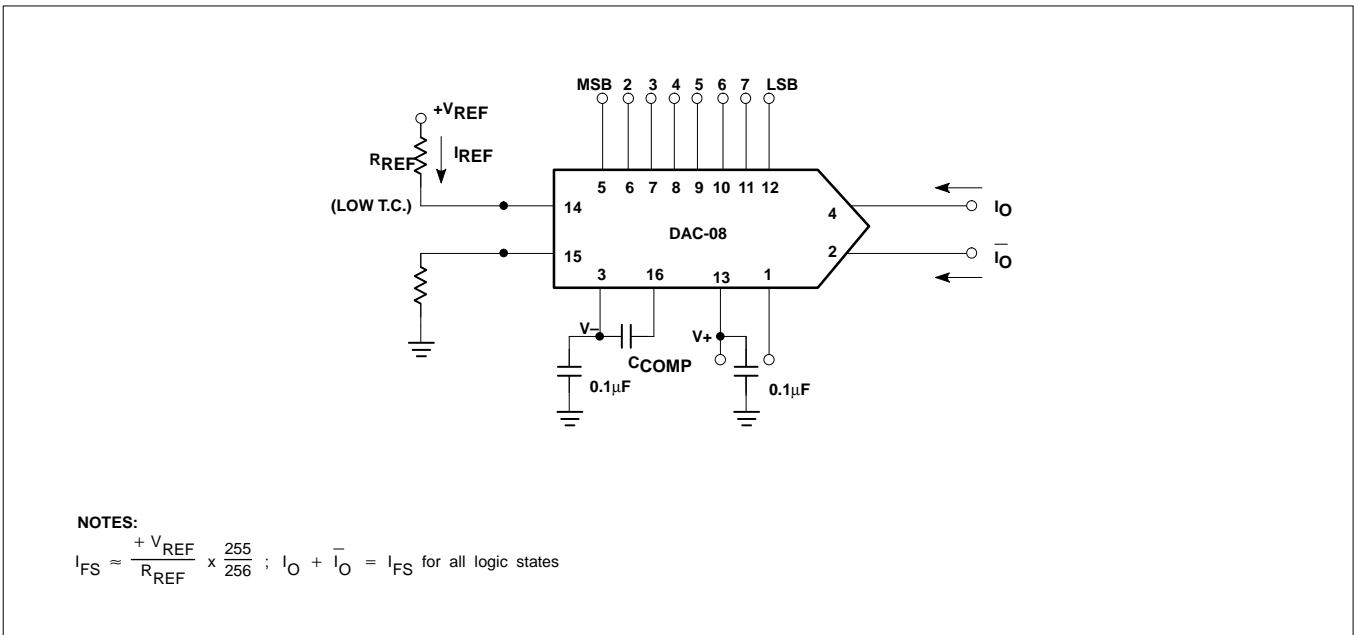 MSB 2 3 4 5 6 7 LSB
+VREF
RREF IREF
5 6 7 8 9 10 11 12
(LOW T.C.) 14 4 IO
DAC-08
15 2 I̅O
3 16 13 1
V– V+
CCOMP
0.1µF 0.1µF
NOTES:
IFS ≈ + VREF / RREF x 255 / 256 ; IO + I̅O = IFS for all logic states